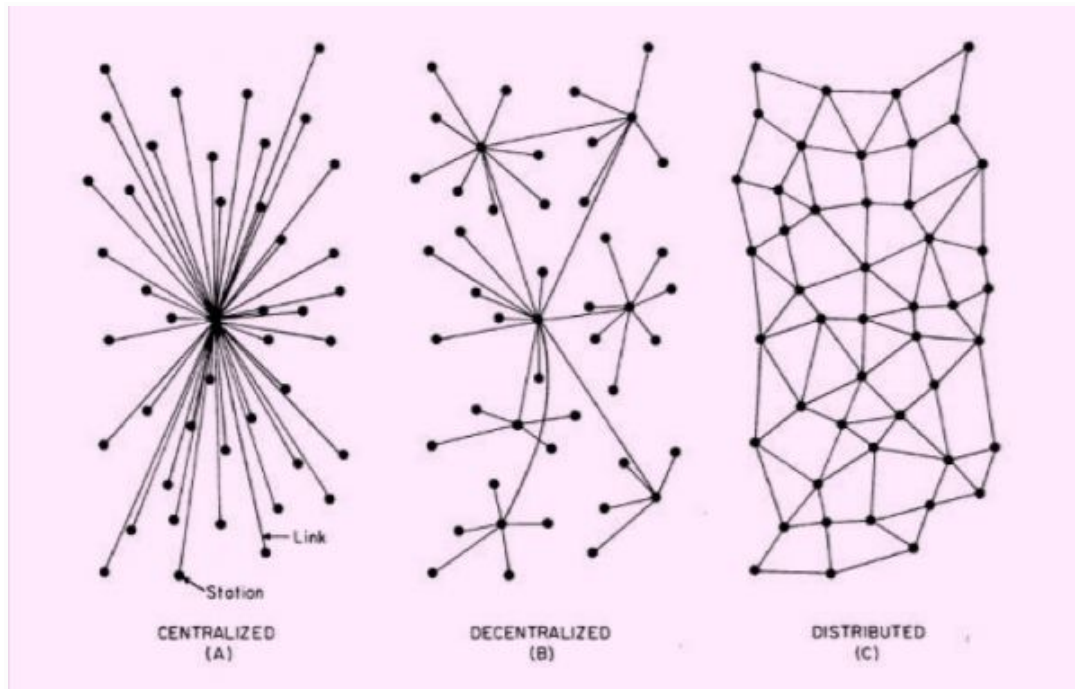 Link
Station
CENTRALIZED
(A)
DECENTRALIZED
(B)
DISTRIBUTED
(C)